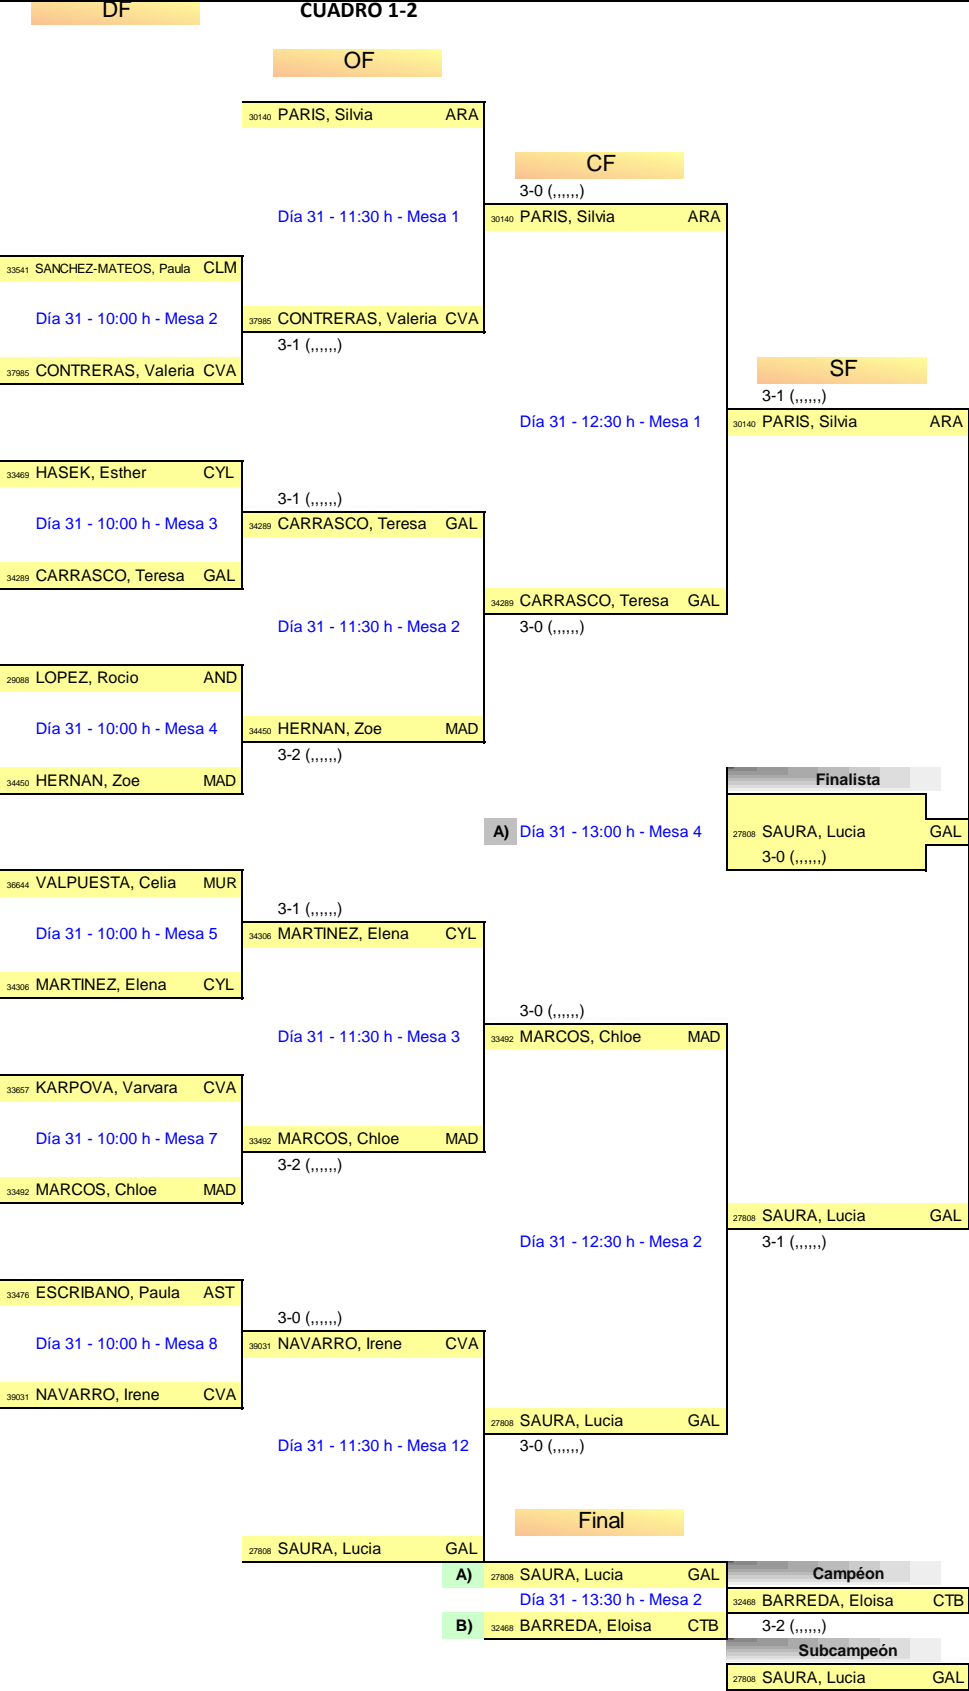 DF CUADRO 1-2
OF
30140 PARIS, Silvia ARA
CF
3-0 (,,,,,,)
Día 31 - 11:30 h - Mesa 1 30140 PARIS, Silvia ARA
33541 SANCHEZ-MATEOS, Paula CLM
Día 31 - 10:00 h - Mesa 2 37985 CONTRERAS, Valeria CVA
3-1 (,,,,,,)
37985 CONTRERAS, Valeria CVA SF
3-1 (,,,,,,)
Día 31 - 12:30 h - Mesa 1 30140 PARIS, Silvia ARA
33469 HASEK, Esther CYL
3-1 (,,,,,,)
Día 31 - 10:00 h - Mesa 3 34289 CARRASCO, Teresa GAL
34289 CARRASCO, Teresa GAL
34289 CARRASCO, Teresa GAL
Día 31 - 11:30 h - Mesa 2 3-0 (,,,,,,)
29088 LOPEZ, Rocio AND
Día 31 - 10:00 h - Mesa 4 34450 HERNAN, Zoe MAD
3-2 (,,,,,,)
34450 HERNAN, Zoe MAD Finalista
A) Día 31 - 13:00 h - Mesa 4 27808 SAURA, Lucia GAL
3-0 (,,,,,,)
36644 VALPUESTA, Celia MUR
3-1 (,,,,,,)
Día 31 - 10:00 h - Mesa 5 34306 MARTINEZ, Elena CYL
34306 MARTINEZ, Elena CYL
3-0 (,,,,,,)
Día 31 - 11:30 h - Mesa 3 33492 MARCOS, Chloe MAD
33657 KARPOVA, Varvara CVA
Día 31 - 10:00 h - Mesa 7 33492 MARCOS, Chloe MAD
3-2 (,,,,,,)
33492 MARCOS, Chloe MAD
27808 SAURA, Lucia GAL
Día 31 - 12:30 h - Mesa 2 3-1 (,,,,,,)
33476 ESCRIBANO, Paula AST
3-0 (,,,,,,)
Día 31 - 10:00 h - Mesa 8 39031 NAVARRO, Irene CVA
39031 NAVARRO, Irene CVA
27808 SAURA, Lucia GAL
Día 31 - 11:30 h - Mesa 12 3-0 (,,,,,,)
Final
27808 SAURA, Lucia GAL
A) 27808 SAURA, Lucia GAL Campéon
Día 31 - 13:30 h - Mesa 2 32468 BARREDA, Eloisa CTB
B) 32468 BARREDA, Eloisa CTB 3-2 (,,,,,,)
Subcampeón
27808 SAURA, Lucia GAL